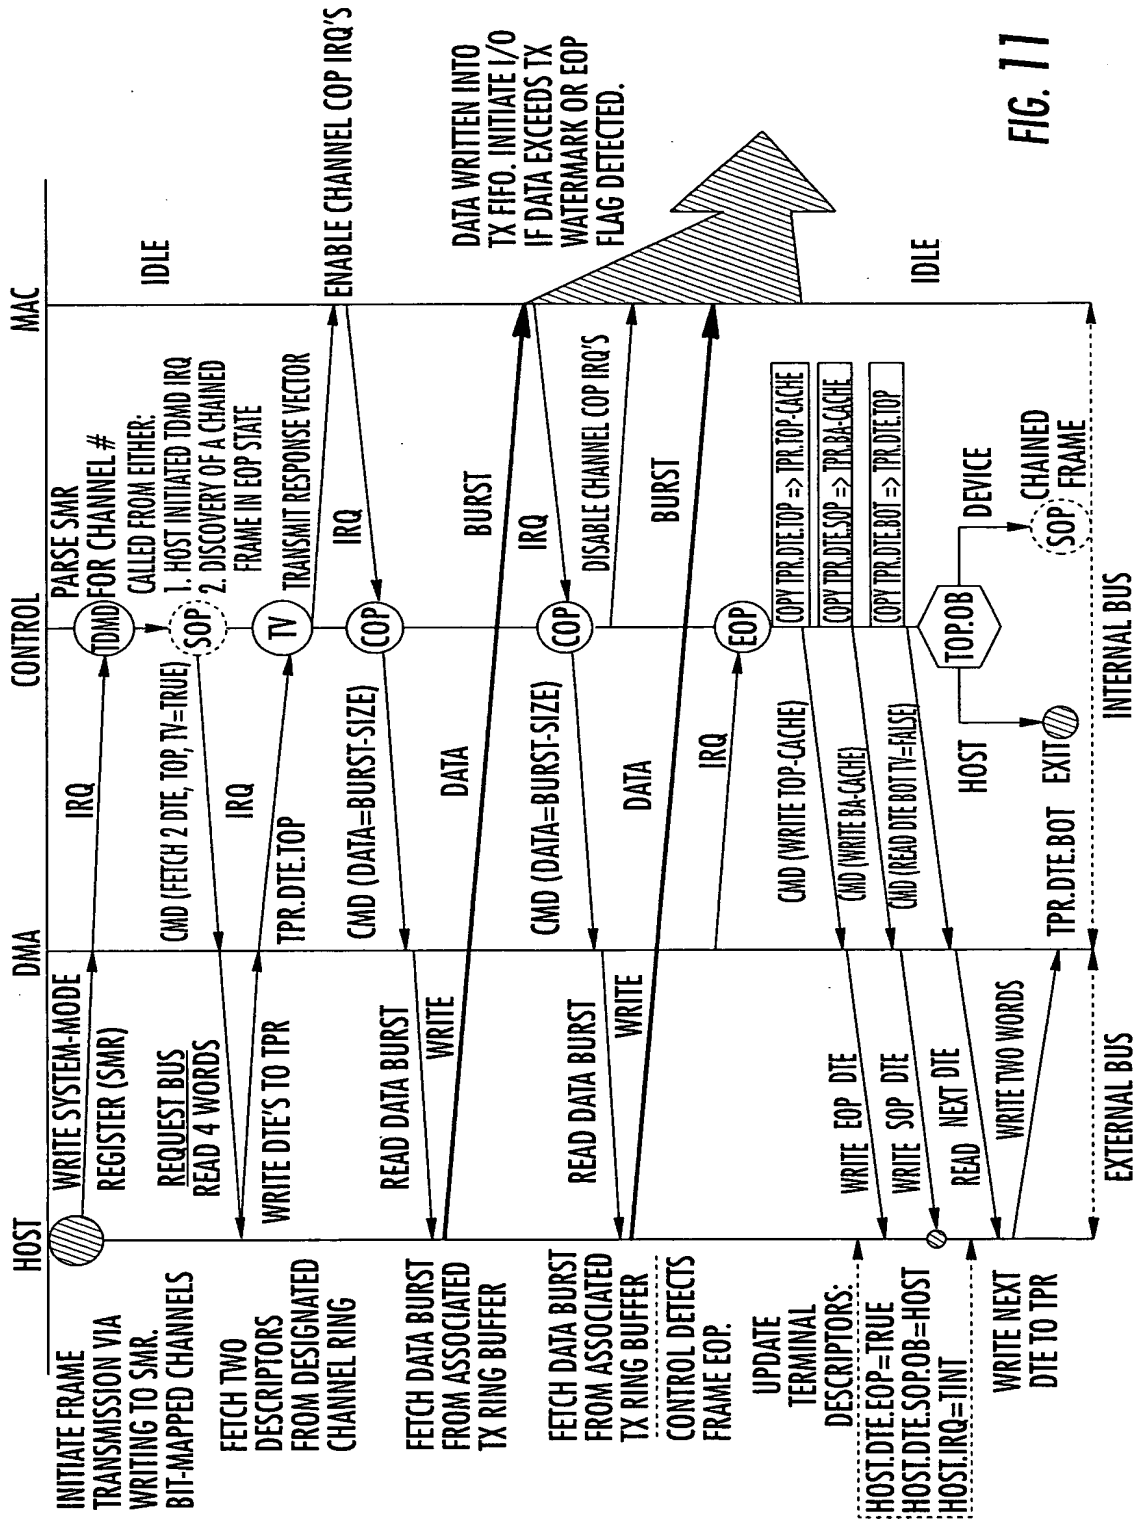 HOST
DMA
CONTROL
MAC
INITIATE FRAME
TRANSMISSION VIA
WRITING TO SMR.
BIT-MAPPED CHANNELS
WRITE SYSTEM-MODE
REGISTER (SMR)
IRQ
TDMD
PARSE SMR
FOR CHANNEL #
CALLED FROM EITHER:
1. HOST INITIATED TDMD IRQ
2. DISCOVERY OF A CHAINED
FRAME IN EOP STATE
IDLE
SOP
CMD (FETCH 2 DTE, TOP, TV=TRUE)
REQUEST BUS
READ 4 WORDS
FETCH TWO
DESCRIPTORS
FROM DESIGNATED
CHANNEL RING
WRITE DTE'S TO TPR
IRQ
TPR.DTE.TOP
TV
TRANSMIT RESPONSE VECTOR
ENABLE CHANNEL COP IRQ'S
IRQ
COP
CMD (DATA=BURST-SIZE)
READ DATA BURST
WRITE
FETCH DATA BURST
FROM ASSOCIATED
TX RING BUFFER
DATA
BURST
DATA WRITTEN INTO
TX FIFO. INITIATE I/O
IF DATA EXCEEDS TX
WATERMARK OR EOP
FLAG DETECTED.
IRQ
COP
DISABLE CHANNEL COP IRQ'S
CMD (DATA=BURST-SIZE)
READ DATA BURST
WRITE
FETCH DATA BURST
FROM ASSOCIATED
TX RING BUFFER
DATA
BURST
CONTROL DETECTS
FRAME EOP.
IRQ
EOP
COPY TPR.DTE.TOP => TPR.TOP-CACHE
COPY TPR.DTE.SOP => TPR.BA-CACHE
COPY TPR.DTE.BOT => TPR.DTE.TOP
CMD (WRITE TOP-CACHE)
CMD (WRITE BA-CACHE)
CMD (READ DTE BOT TV=FALSE)
UPDATE
TERMINAL
DESCRIPTORS:
HOST.DTE.EOP=TRUE
HOST.DTE.SOP.OB=HOST
HOST.IRQ=TINT
WRITE EOP DTE
WRITE SOP DTE
READ NEXT DTE
WRITE TWO WORDS
WRITE NEXT
DTE TO TPR
TPR.DTE.BOT
TOP.OB
HOST
EXIT
DEVICE
SOP
CHAINED
FRAME
IDLE
EXTERNAL BUS
INTERNAL BUS
FIG. 11